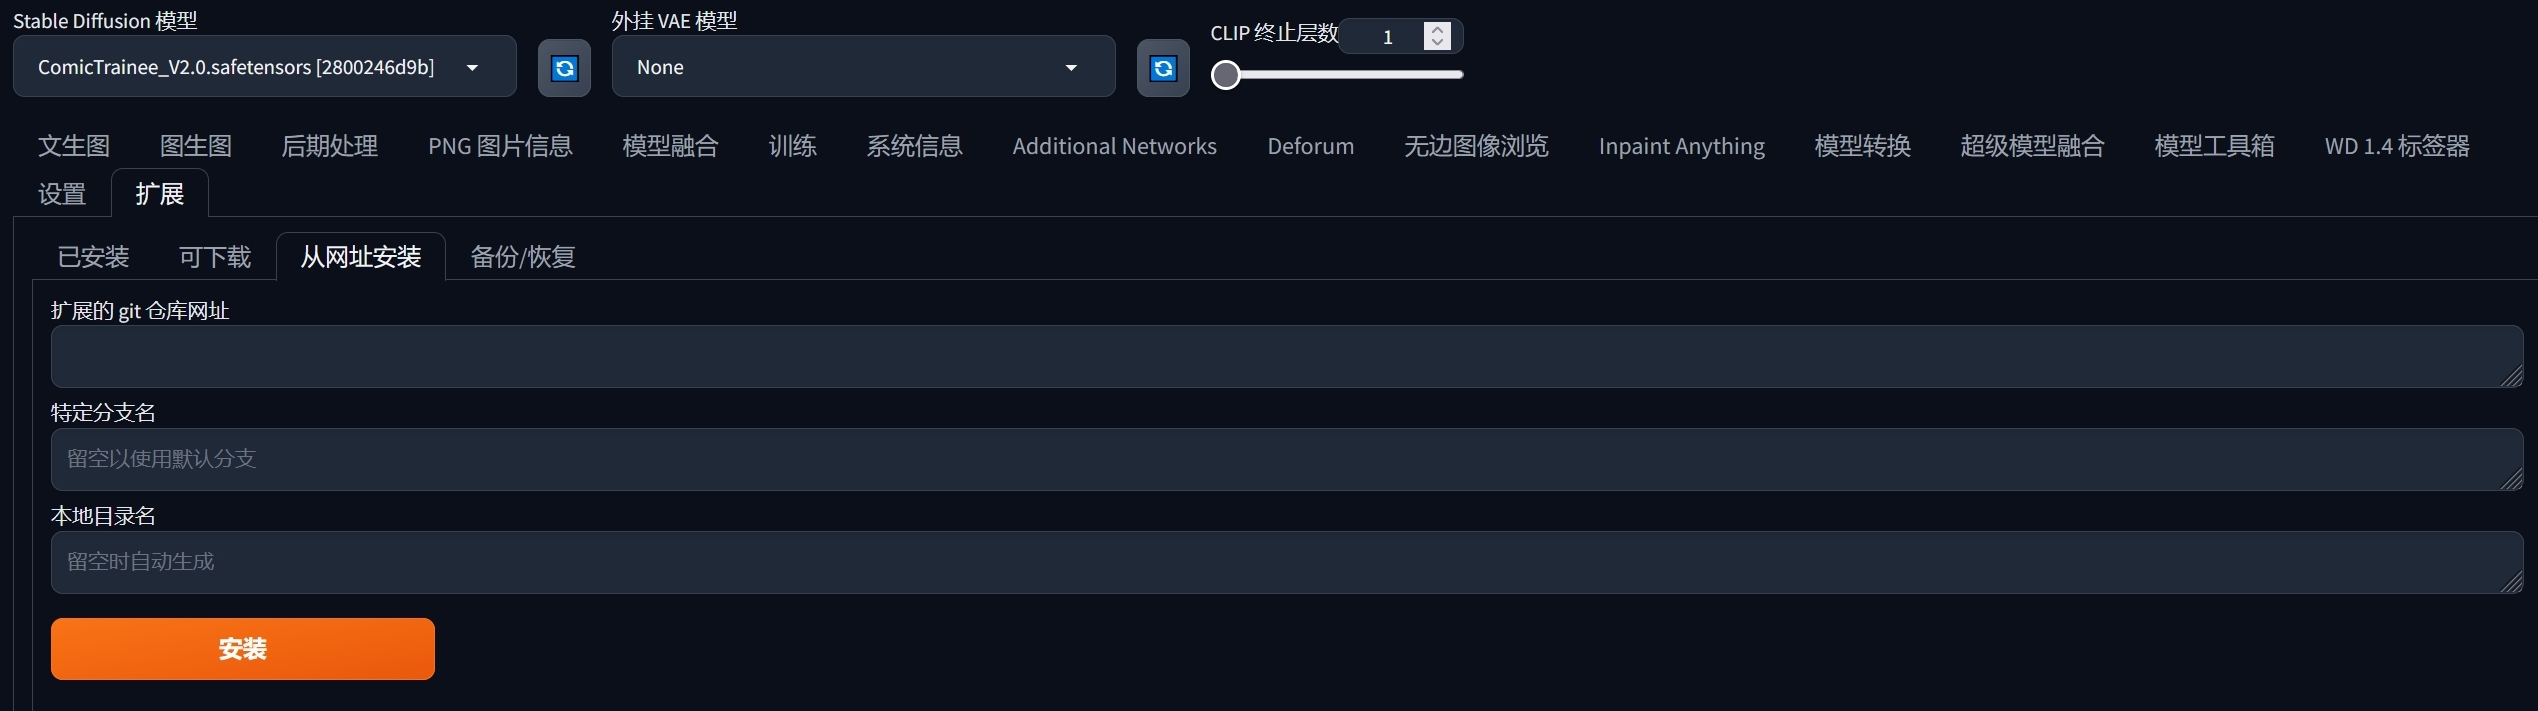 Stable Diffusion 模型
外挂 VAE 模型
CLIP 终止层数
1
ComicTrainee_V2.0.safetensors [2800246d9b]
None
文生图
图生图
后期处理
PNG 图片信息
模型融合
训练
系统信息
Additional Networks
Deforum
无边图像浏览
Inpaint Anything
模型转换
超级模型融合
模型工具箱
WD 1.4 标签器
设置
扩展
已安装
可下载
从网址安装
备份/恢复
扩展的 git 仓库网址
特定分支名
留空以使用默认分支
本地目录名
留空时自动生成
安装